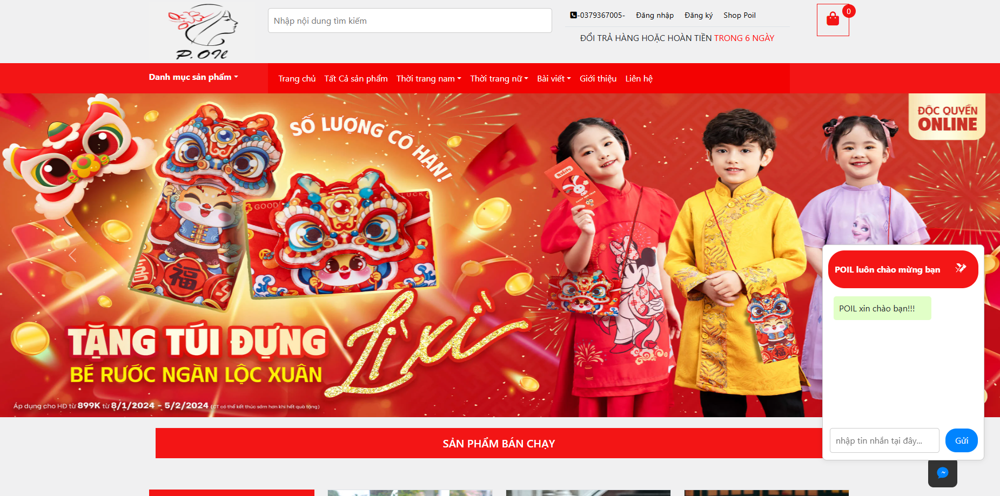 P. OIl
Nhập nội dung tìm kiếm
-0379367005-
Đăng nhập
Đăng ký
Shop Poil
0
ĐỔI TRẢ HÀNG HOẶC HOÀN TIỀN TRONG 6 NGÀY
Danh mục sản phẩm
Trang chủ
Tất Cả sản phẩm
Thời trang nam
Thời trang nữ
Bài viết
Giới thiệu
Liên hệ
SỐ LƯỢNG CÓ HẠN!
ĐỘC QUYỀN
ONLINE
GOOD
LUCK
Rabity
福
福
TẶNG TÚI ĐỰNG
Lì xì
BÉ RƯỚC NGÀN LỘC XUÂN
Áp dụng cho HĐ từ 899K từ 8/1/2024 - 5/2/2024 (CT có thể kết thúc sớm hơn khi hết quà tặng)
POIL luôn chào mừng bạn
POIL xin chào bạn!!!
nhập tin nhắn tại đây...
Gửi
SẢN PHẨM BÁN CHẠY